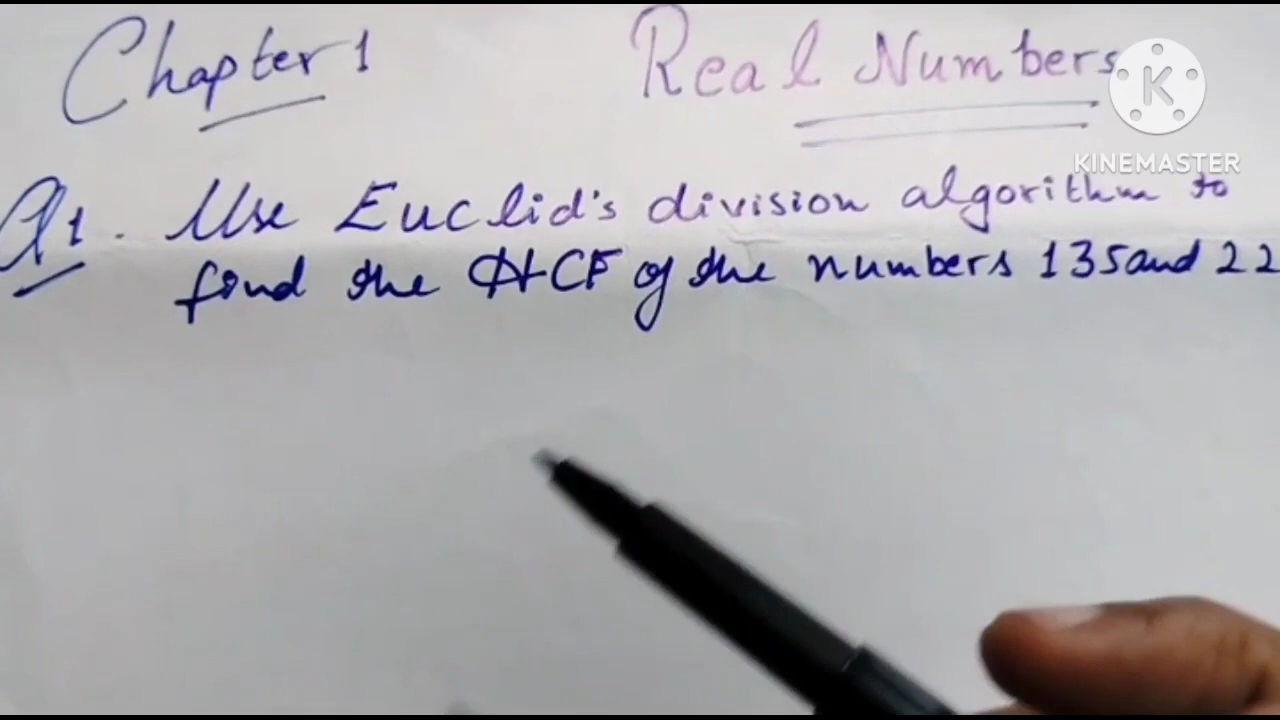 Chapter 1 Real Numbers
K
KINEMASTER
Q1. Use Euclid's division algorithm to
find the HCF of the numbers 135 and 22